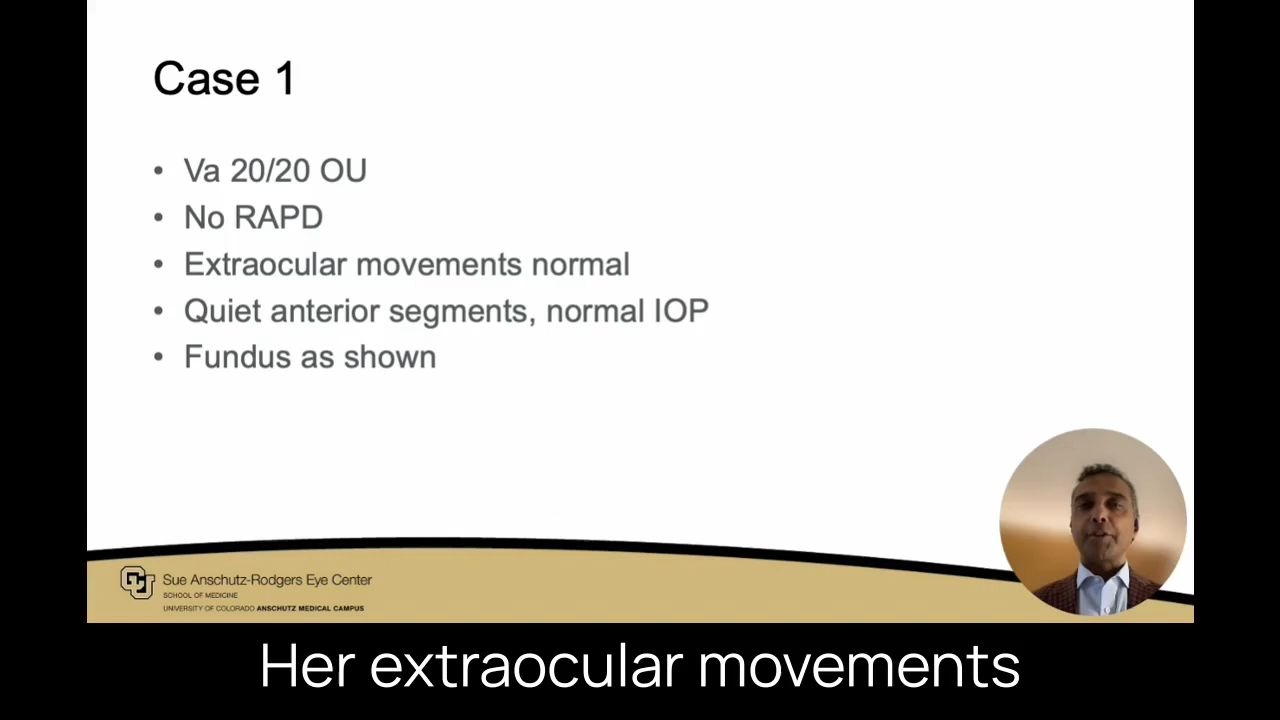 Case 1
• Va 20/20 OU
• No RAPD
• Extraocular movements normal
• Quiet anterior segments, normal IOP
• Fundus as shown
CU
Sue Anschutz-Rodgers Eye Center
SCHOOL OF MEDICINE
UNIVERSITY OF COLORADO ANSCHUTZ MEDICAL CAMPUS
Her extraocular movements